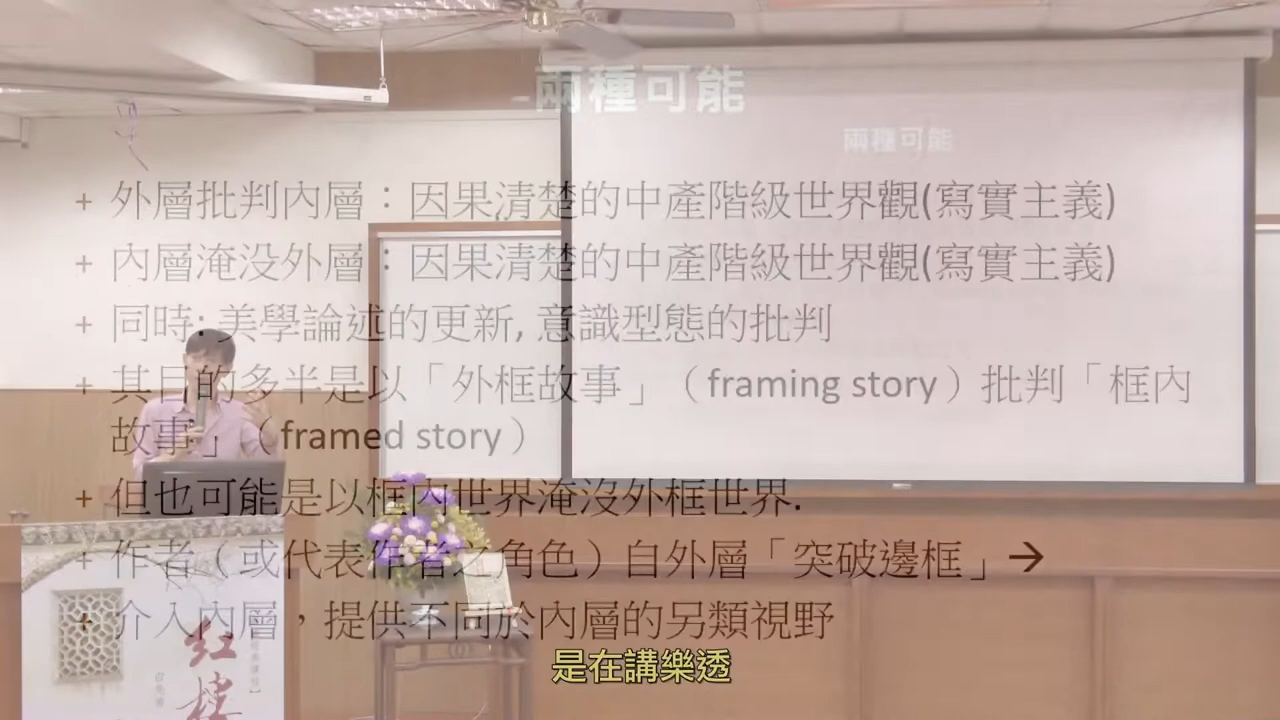 兩種可能
兩種可能
+ 外層批判內層：因果清楚的中產階級世界觀(寫實主義)
+ 內層淹没外層：因果清楚的中產階級世界觀(寫實主義)
+ 同時: 美學論述的更新, 意識型態的批判
+ 其目的多半是以「外框故事」（framing story）批判「框內
故事」（framed story）
+ 但也可能是以框內世界淹沒外框世界.
+ 作者（或代表作者之角色）自外層「突破邊框」→
+ 介入內層，提供不同於內層的另類視野
紅樓
是在講樂透